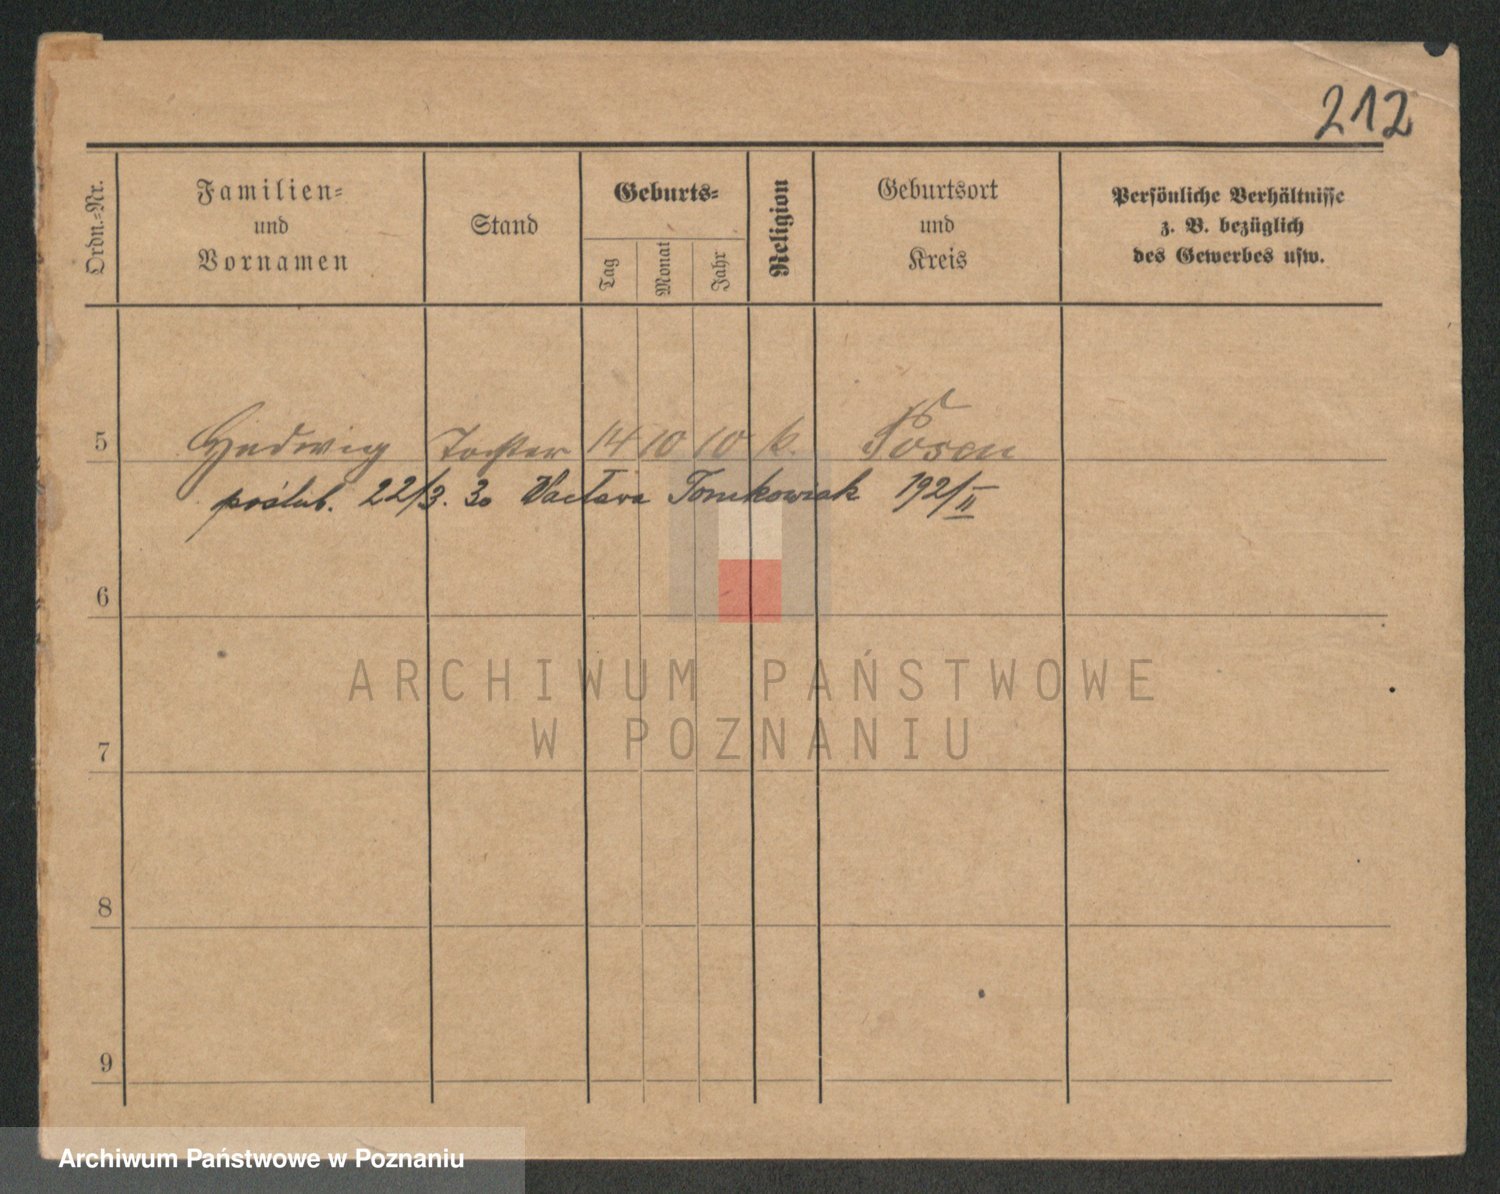 212
Ordn.-Nr.
Familien-
und
Vornamen
Stand
Geburts-
Tag
Monat
Jahr
Religion
Geburtsort
und
Kreis
Persönliche Verhältnisse
z. B. bezüglich
des Gewerbes usw.
5 Hedwig Tochter 14 10 10 k. Posen
poślub. 22/3. 30 Wacława Tomkowiak 192/II
6
ARCHIWUM PAŃSTWOWE
W POZNANIU
7
8
9
Archiwum Państwowe w Poznaniu